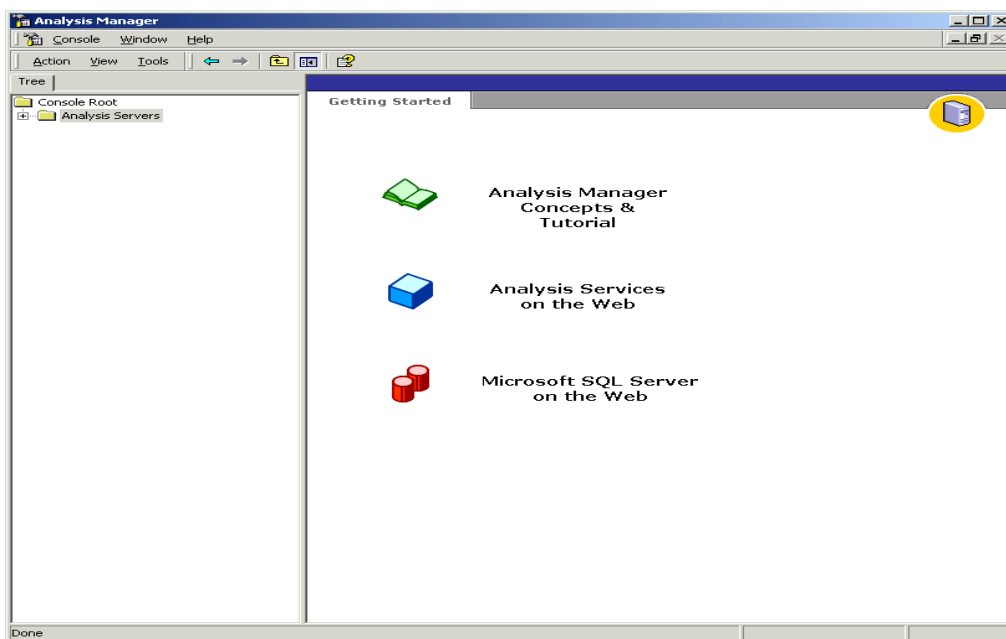 Analysis Manager
Console Window Help
Action View Tools
Tree
Console Root
Analysis Servers
Getting Started
Analysis Manager
Concepts &
Tutorial
Analysis Services
on the Web
Microsoft SQL Server
on the Web
Done